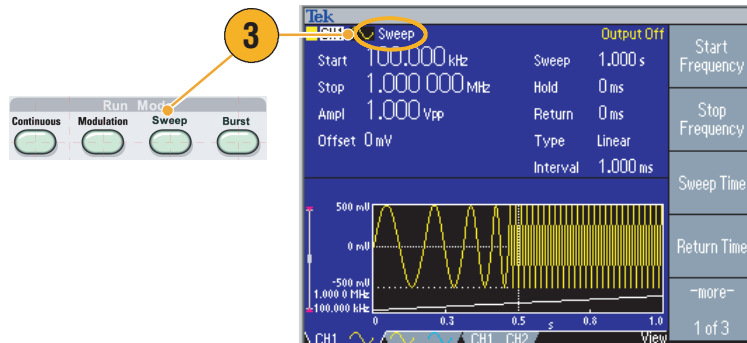 3
Run Mode
Continuous Modulation Sweep Burst
Tek
CH1 Sweep Output Off
Start 100.000 kHz Sweep 1.000 s
Stop 1.000 000 MHz Hold 0 ms
Ampl 1.000 Vpp Return 0 ms
Offset 0 mV Type Linear
Interval 1.000 ms
Start
Frequency
Stop
Frequency
Sweep Time
Return Time
-more-
1 of 3
500 mV
0 mV
-500 mV
1.000 0 MHz
100.000 kHz
0 0.3 0.5 s 0.8 1.0
CH1 CH1 CH2 View